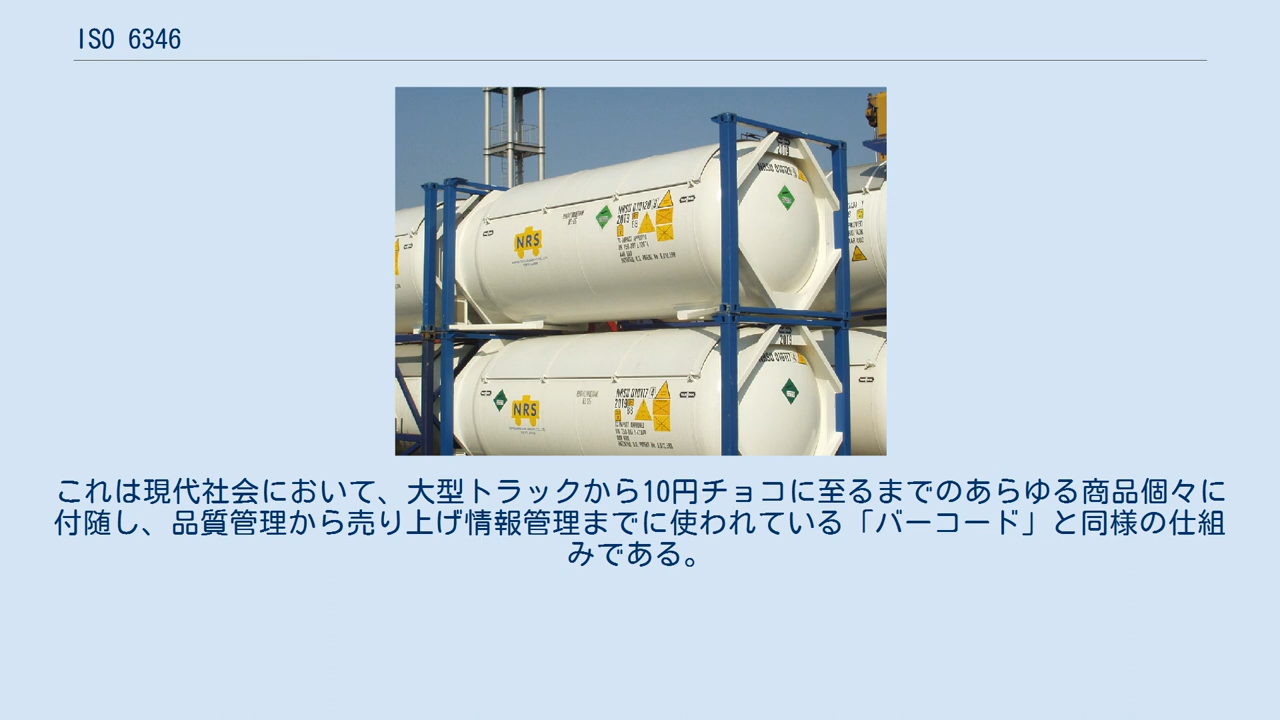 ISO 6346
NRS
NRS
これは現代社会において、大型トラックから10円チョコに至るまでのあらゆる商品個々に
付随し、品質管理から売り上げ情報管理までに使われている「バーコード」と同様の仕組
みである。